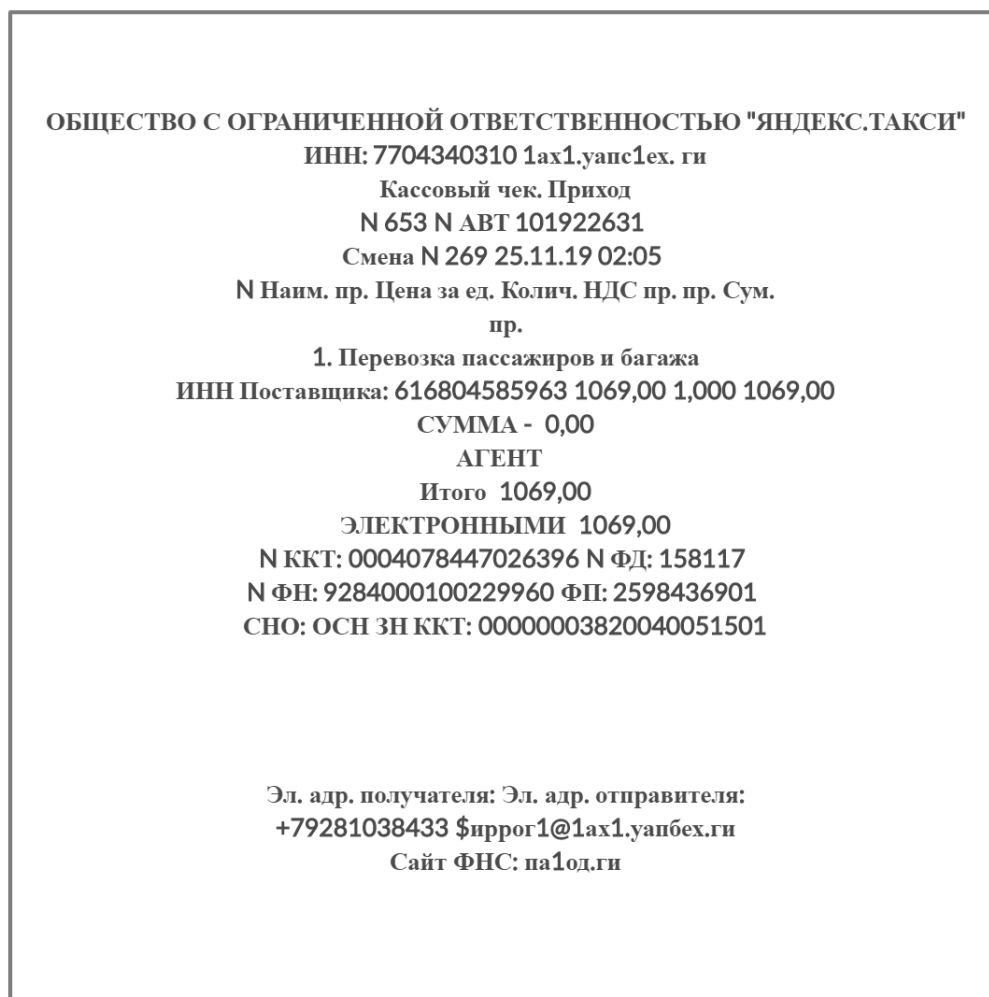 ОБЩЕСТВО С ОГРАНИЧЕННОЙ ОТВЕТСТВЕННОСТЬЮ "ЯНДЕКС.ТАКСИ"
ИНН: 7704340310 1ах1.уапс1ех. ги
Кассовый чек. Приход
N 653 N АВТ 101922631
Смена N 269 25.11.19 02:05
N Наим. пр. Цена за ед. Колич. НДС пр. пр. Сум.
пр.
1. Перевозка пассажиров и багажа
ИНН Поставщика: 616804585963 1069,00 1,000 1069,00
СУММА - 0,00
АГЕНТ
Итого 1069,00
ЭЛЕКТРОННЫМИ 1069,00
N ККТ: 0004078447026396 N ФД: 158117
N ФН: 9284000100229960 ФП: 2598436901
СНО: ОСН ЗН ККТ: 00000003820040051501
Эл. адр. получателя: Эл. адр. отправителя:
+79281038433 $иррог1@1ах1.уапбех.ги
Сайт ФНС: па1од.ги